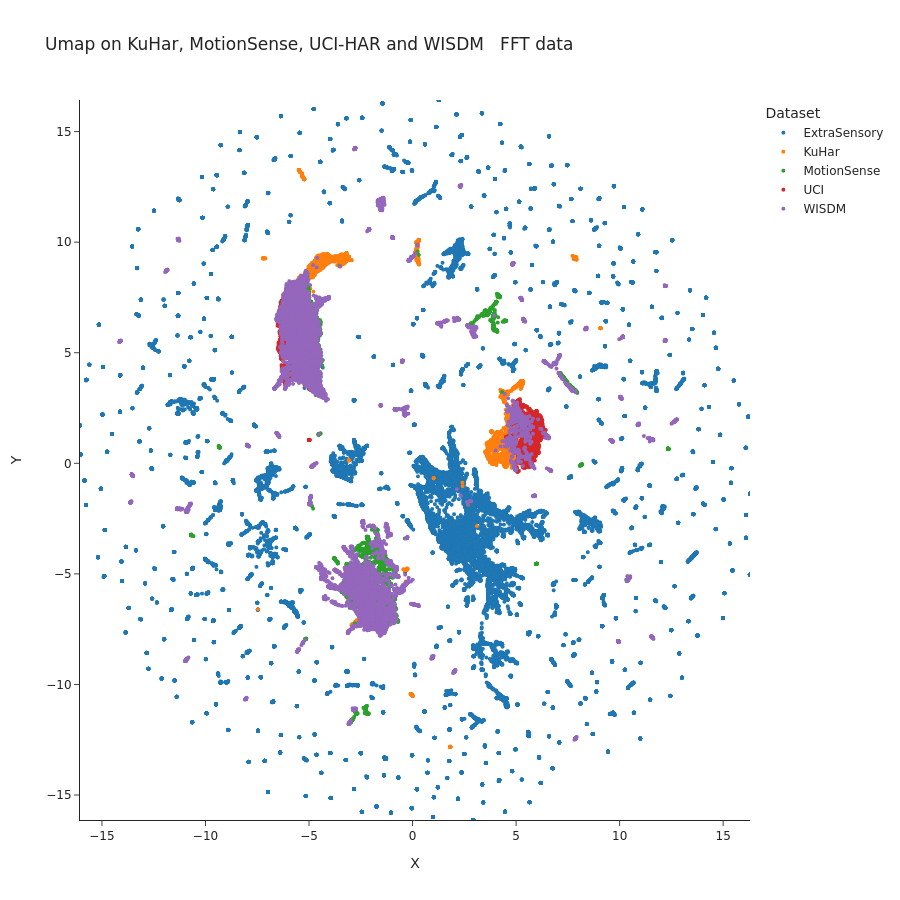 Umap on KuHar, MotionSense, UCI-HAR and WISDM   FFT data
Dataset
ExtraSensory
KuHar
MotionSense
UCI
WISDM
15
10
5
0
−5
−10
−15
Y
−15 −10 −5 0 5 10 15
X